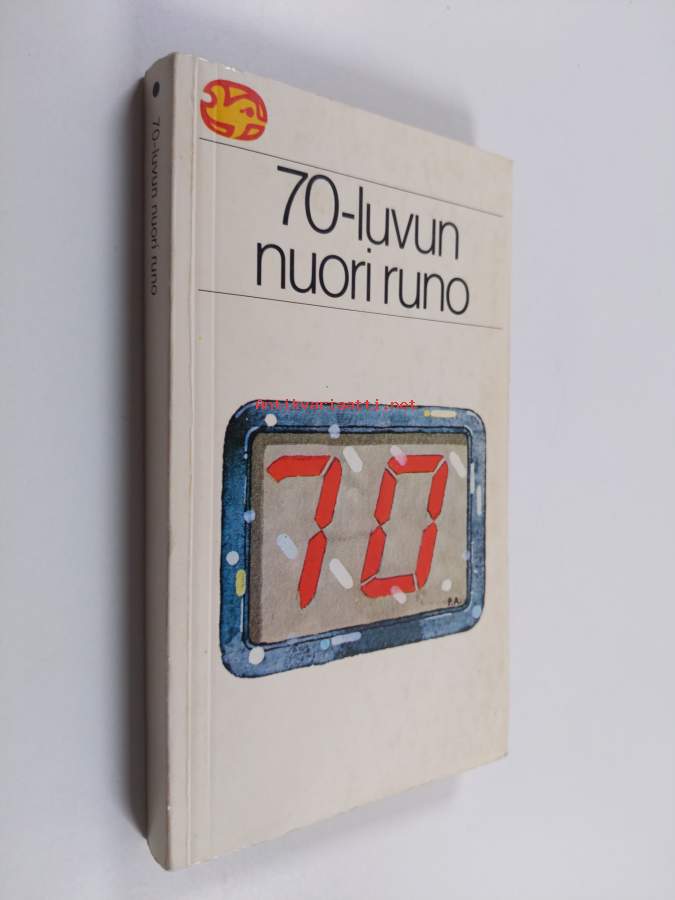 70-luvun nuori runo
70-luvun
nuori runo
Antikvariaatti.net
70
P.A.